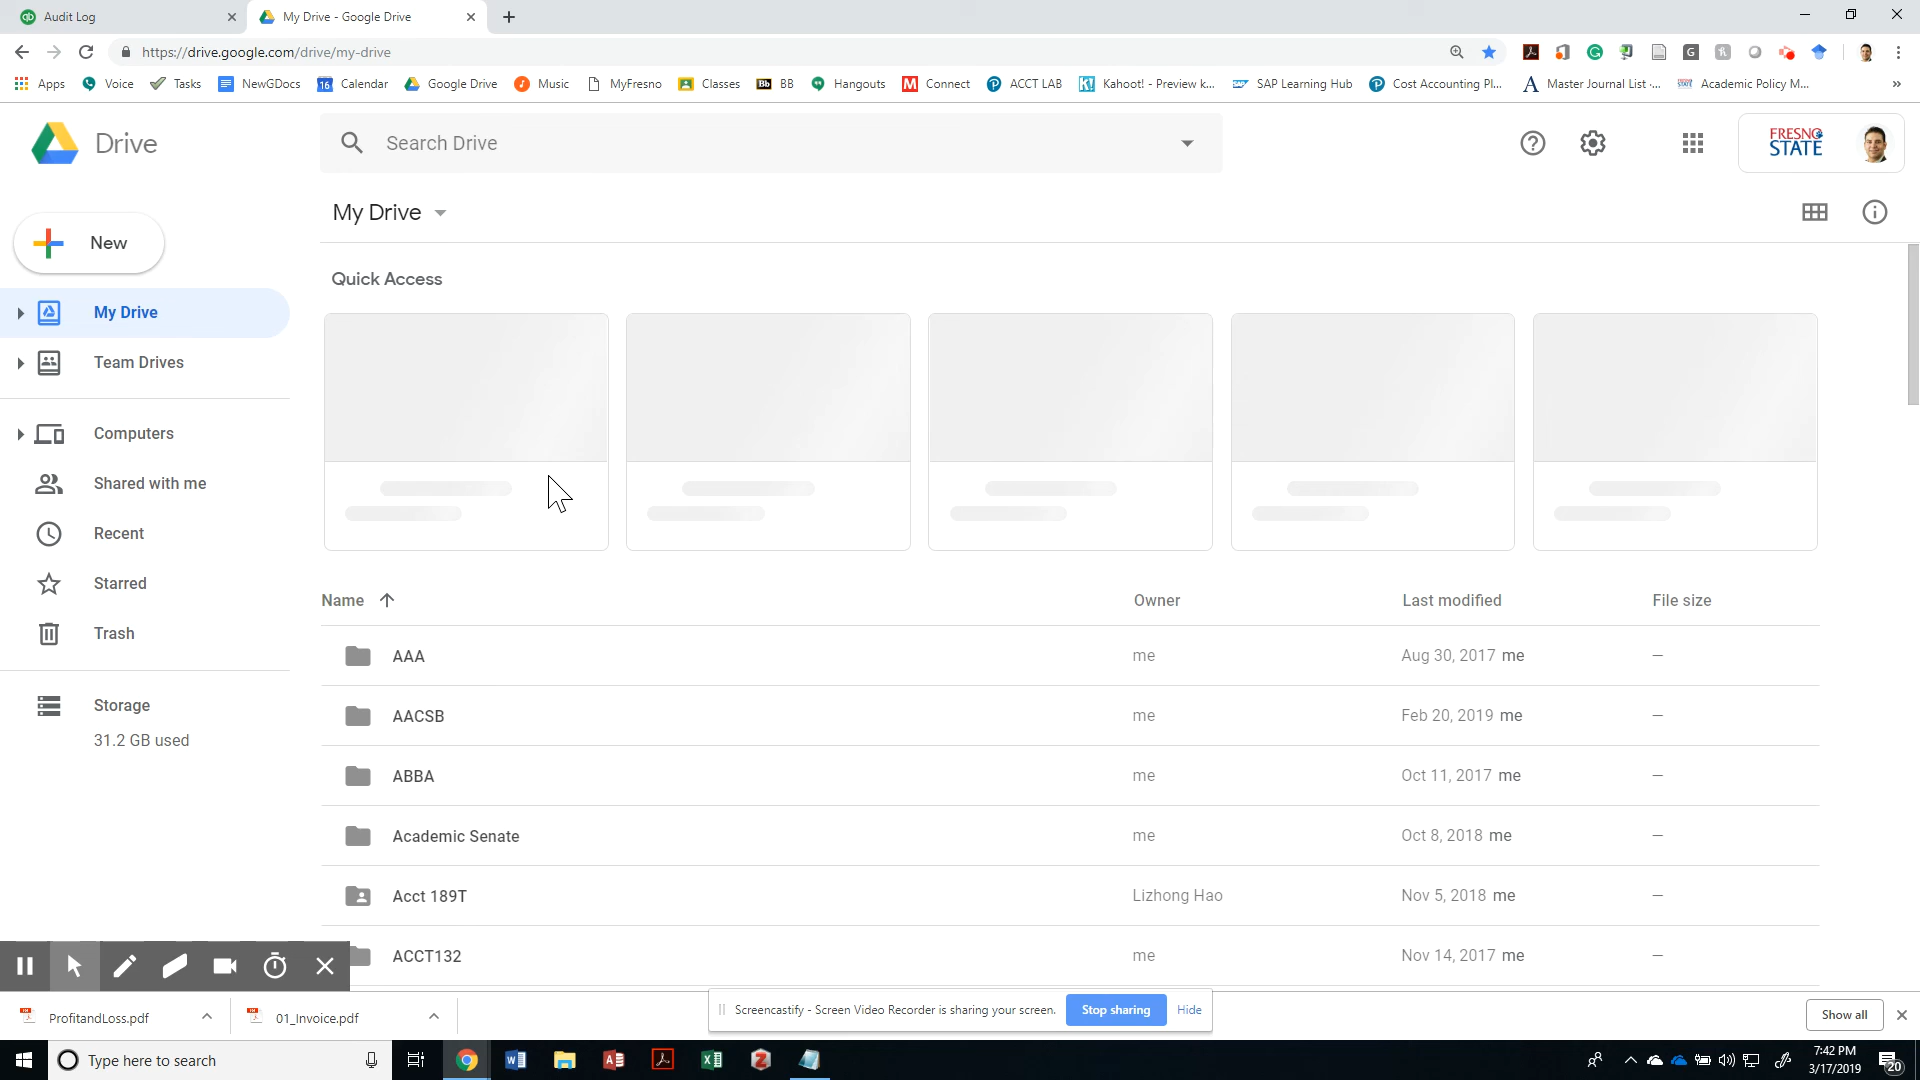 Audit Log
My Drive - Google Drive
https://drive.google.com/drive/my-drive
Apps Voice Tasks NewGDocs 16 Calendar Google Drive Music MyFresno Classes Bb BB Hangouts M Connect ACCT LAB K! Kahoot! - Preview k... SAP Learning Hub Cost Accounting Pl... Master Journal List -... Academic Policy M... »
Drive
Search Drive
FRESNO
STATE
My Drive
New
Quick Access
My Drive
Team Drives
Computers
Shared with me
Recent
Starred
Trash
Storage
31.2 GB used
Name Owner Last modified File size
AAA me Aug 30, 2017 me —
AACSB me Feb 20, 2019 me —
ABBA me Oct 11, 2017 me —
Academic Senate me Oct 8, 2018 me —
Acct 189T Lizhong Hao Nov 5, 2018 me —
ACCT132 me Nov 14, 2017 me —
ProfitandLoss.pdf
01_Invoice.pdf
Screencastify - Screen Video Recorder is sharing your screen. Stop sharing Hide
Show all
Type here to search
7:42 PM
3/17/2019
20